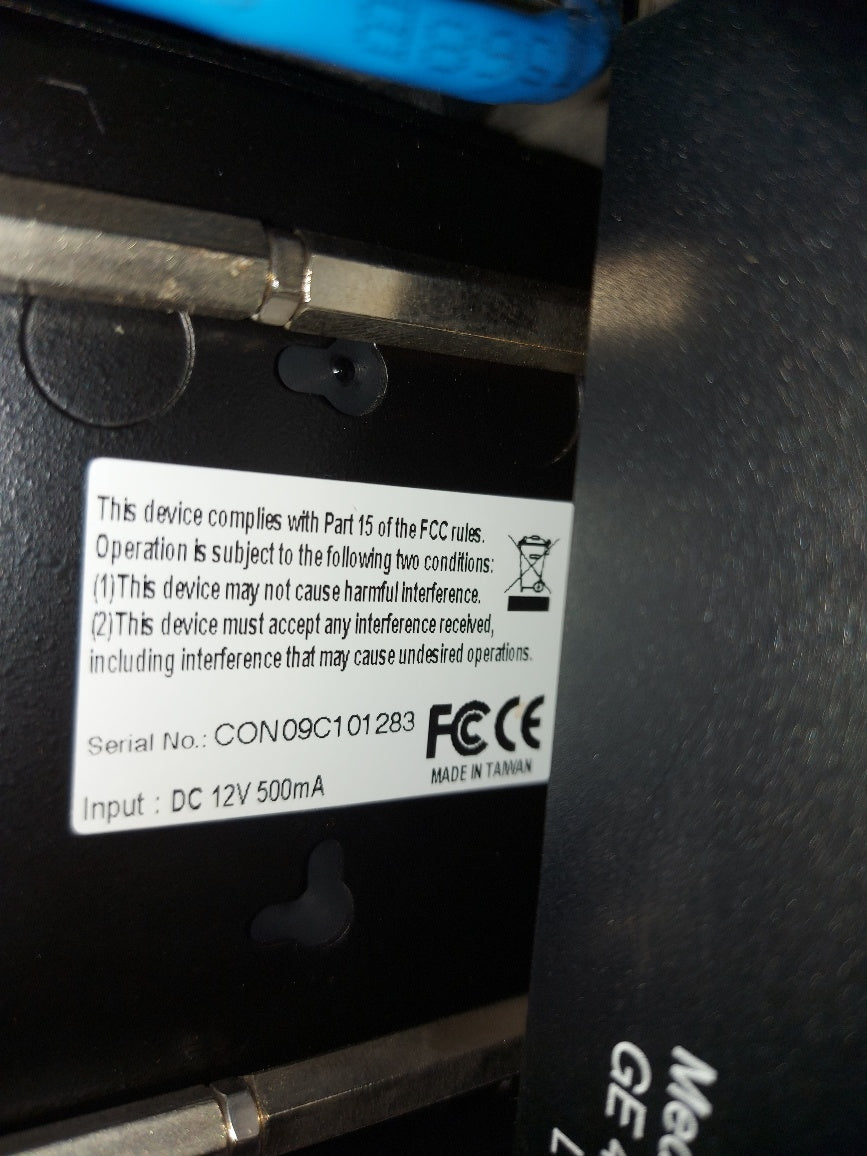 This device complies with Part 15 of the FCC rules.
Operation is subject to the following two conditions:
(1)This device may not cause harmful interference.
(2)This device must accept any interference received,
including interference that may cause undesired operations.
Serial No.: CON09C101283
FC CE
MADE IN TAIWAN
Input : DC 12V 500mA
GE